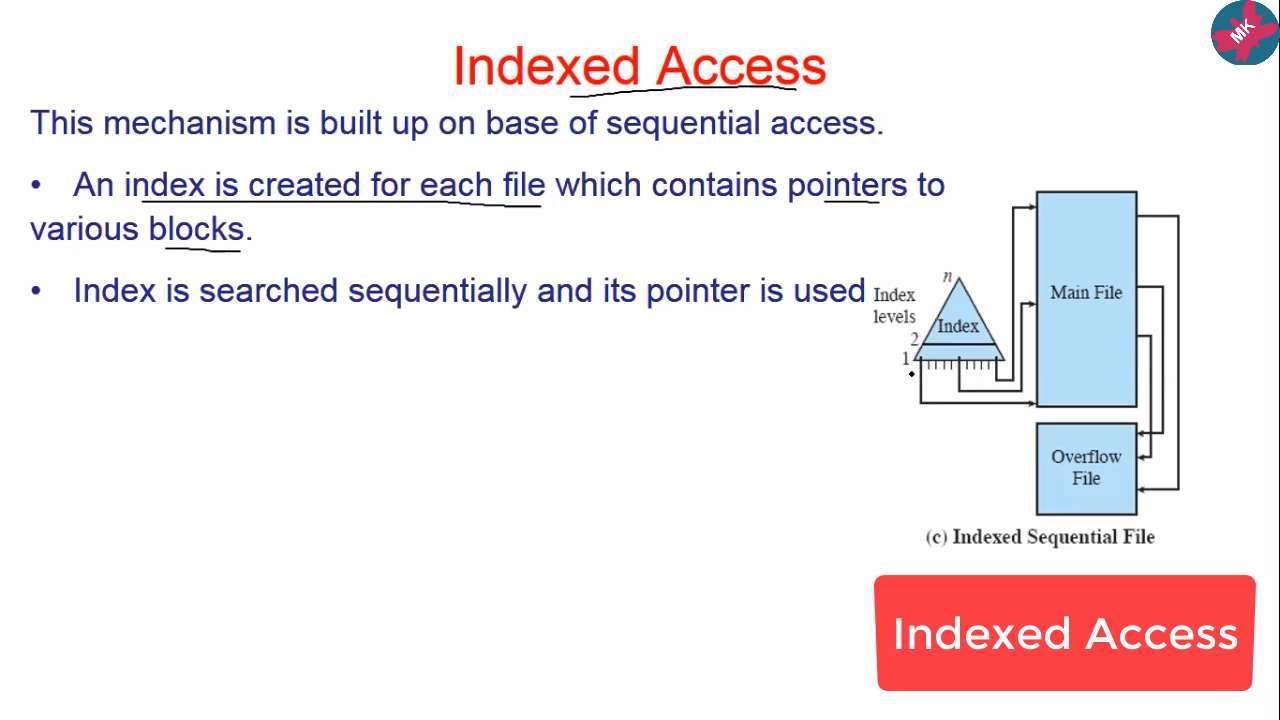 MK
Indexed Access
This mechanism is built up on base of sequential access.
• An index is created for each file which contains pointers to
various blocks.
• Index is searched sequentially and its pointer is used
Index
levels
n
2
1
Index
Main File
Overflow
File
(c) Indexed Sequential File
Indexed Access